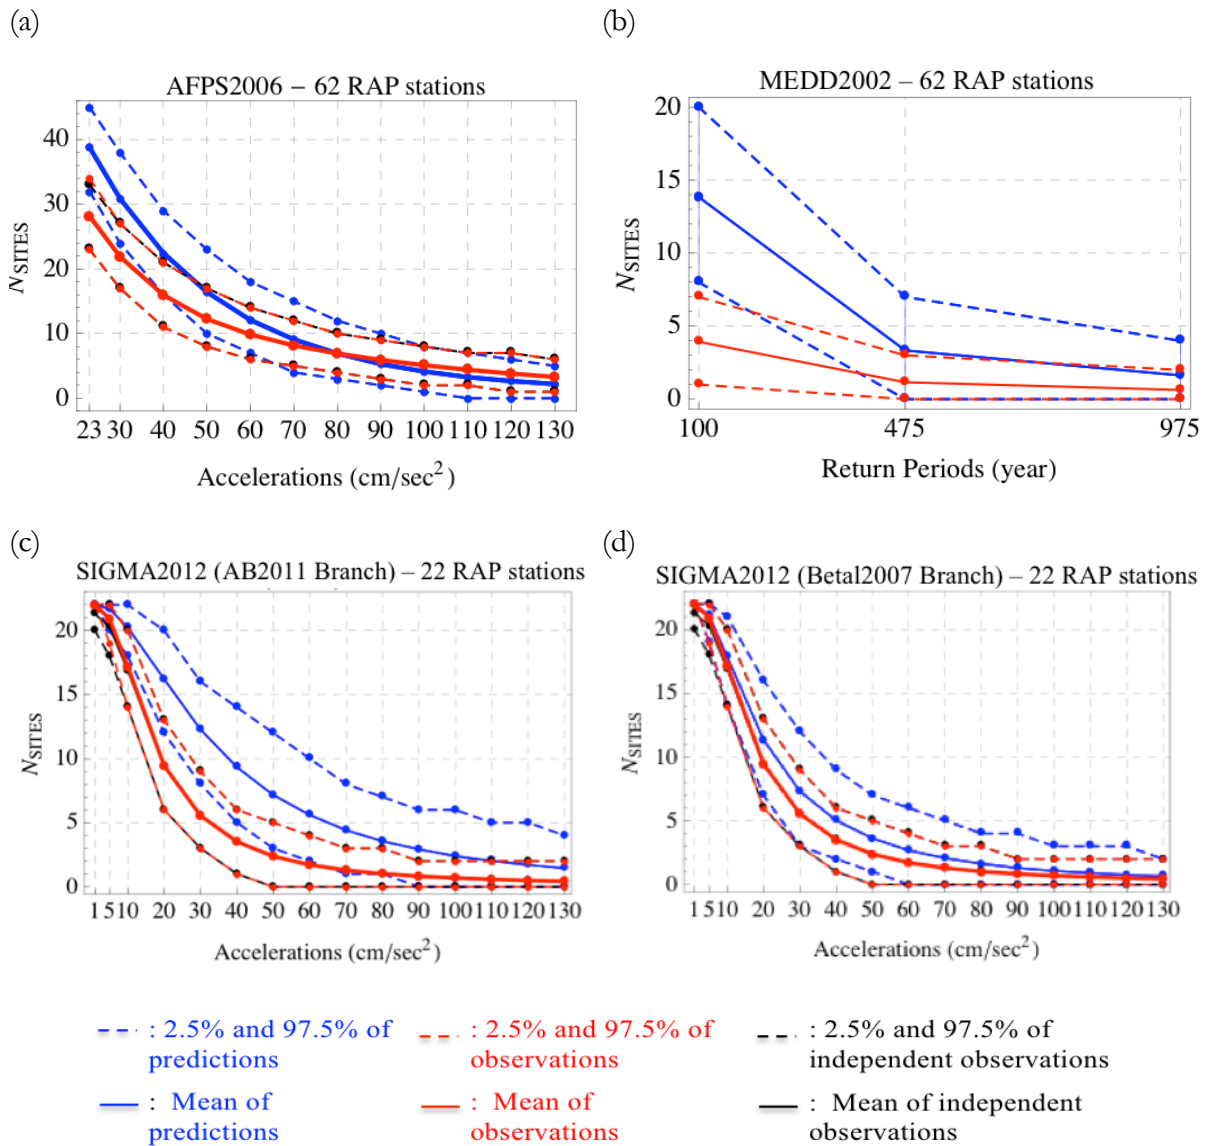 (a)
(b)
AFPS2006 – 62 RAP stations
MEDD2002 – 62 RAP stations
40
30
20
10
0
N_SITES
23 30 40 50 60 70 80 90 100 110 120 130
Accelerations (cm/sec²)
20
15
10
5
0
N_SITES
100 475 975
Return Periods (year)
(c)
(d)
SIGMA2012 (AB2011 Branch) – 22 RAP stations
SIGMA2012 (Betal2007 Branch) – 22 RAP stations
20
15
10
5
0
N_SITES
1 5 10 20 30 40 50 60 70 80 90 100 110 120 130
Accelerations (cm/sec²)
20
15
10
5
0
N_SITES
1 5 10 20 30 40 50 60 70 80 90 100 110 120 130
Accelerations (cm/sec²)
: 2.5% and 97.5% of
predictions
: 2.5% and 97.5% of
observations
: 2.5% and 97.5% of
independent observations
: Mean of
predictions
: Mean of
observations
: Mean of independent
observations